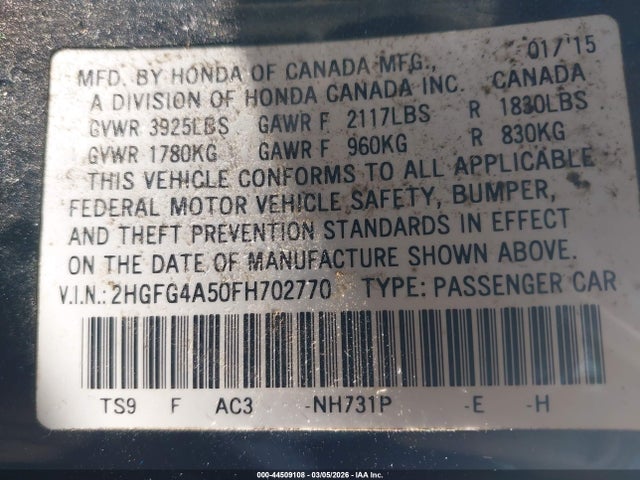 MFD. BY HONDA OF CANADA MFG., 01/'15
A DIVISION OF HONDA CANADA INC. CANADA
GVWR 3925LBS GAWR F 2117LBS R 1830LBS
GVWR 1780KG GAWR F 960KG R 830KG
THIS VEHICLE CONFORMS TO ALL APPLICABLE
FEDERAL MOTOR VEHICLE SAFETY, BUMPER,
AND THEFT PREVENTION STANDARDS IN EFFECT
ON THE DATE OF MANUFACTURE SHOWN ABOVE.
V.I.N.: 2HGFG4A50FH702770 TYPE: PASSENGER CAR
TS9 F AC3 -NH731P -E -H
000-44509108 - 03/05/2026 - IAA Inc.